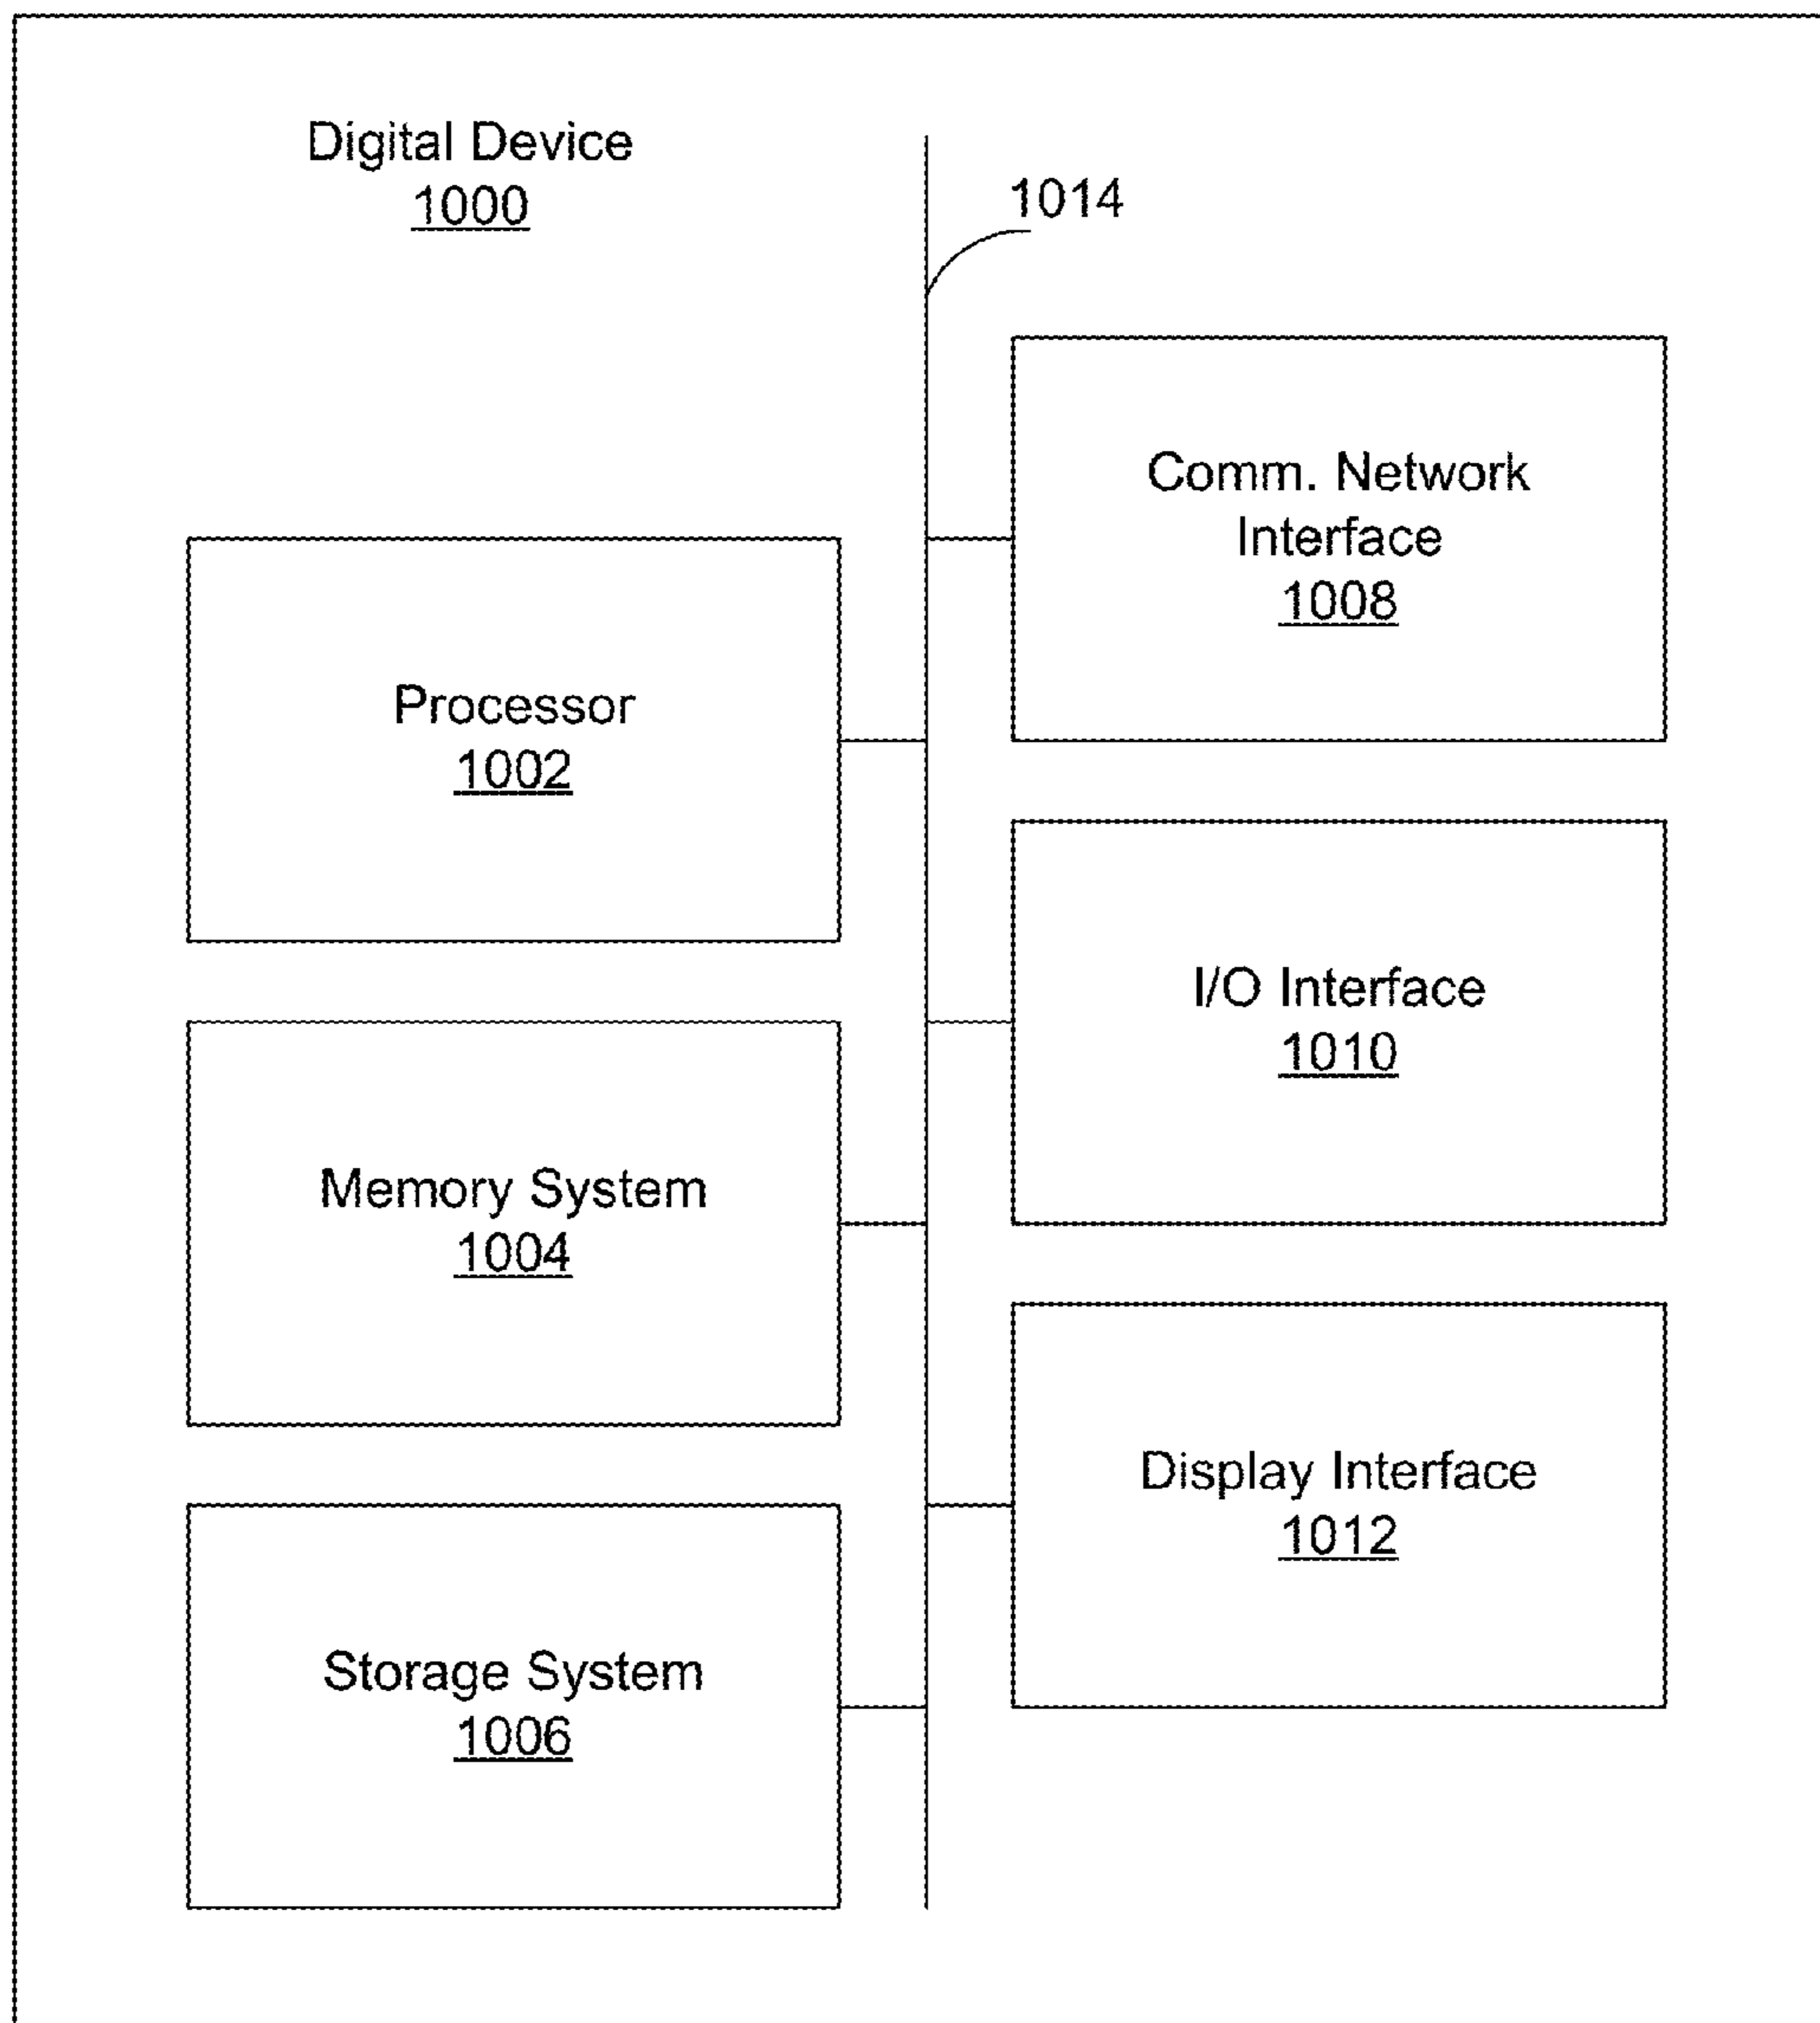 Digital Device
1000
1014
Comm. Network
Interface
1008
Processor
1002
I/O Interface
1010
Memory System
1004
Display Interface
1012
Storage System
1006